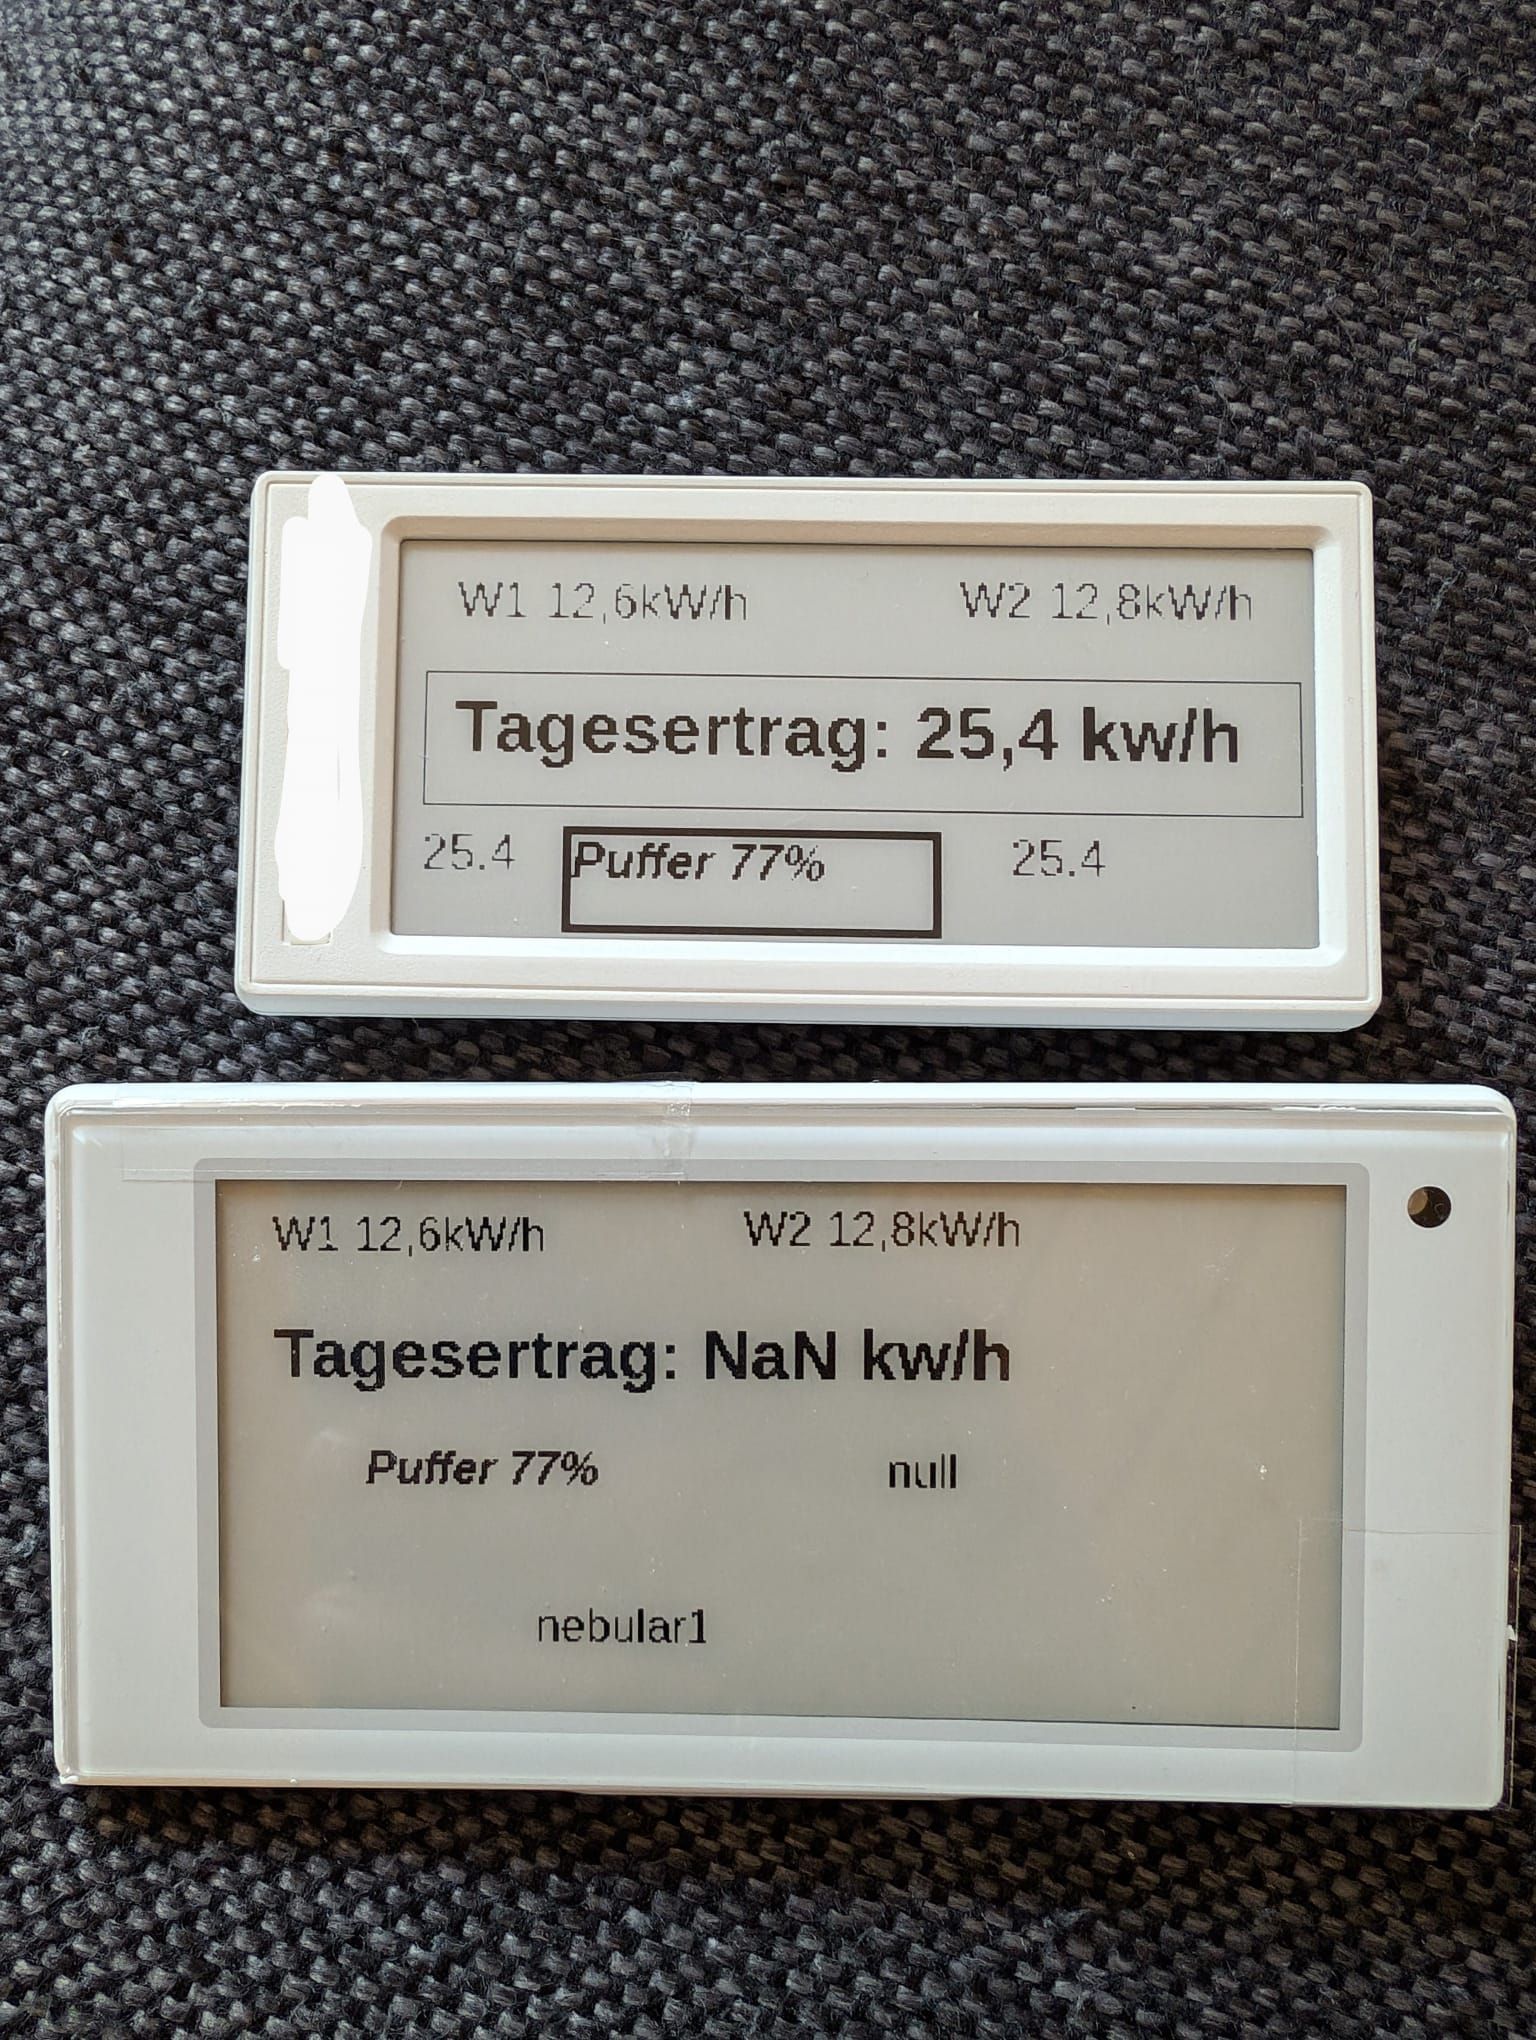 W1 12,6kW/h W2 12,8kW/h
Tagesertrag: 25,4 kw/h
25.4 Puffer 77% 25.4
W1 12,6kW/h W2 12,8kW/h
Tagesertrag: NaN kw/h
Puffer 77% null
nebular1